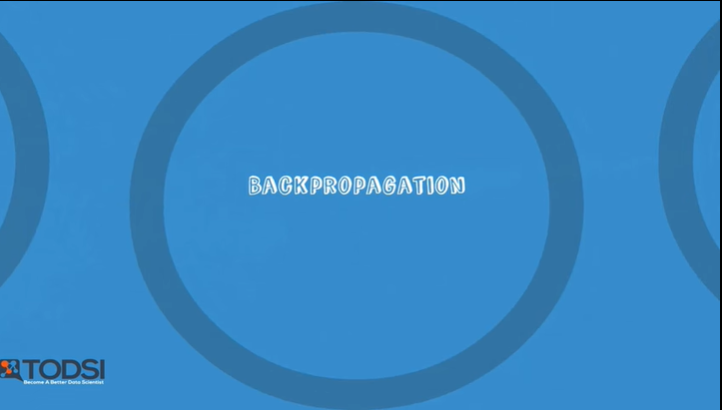 BACKPROPAGATION
TODSI
Become A Better Data Scientist